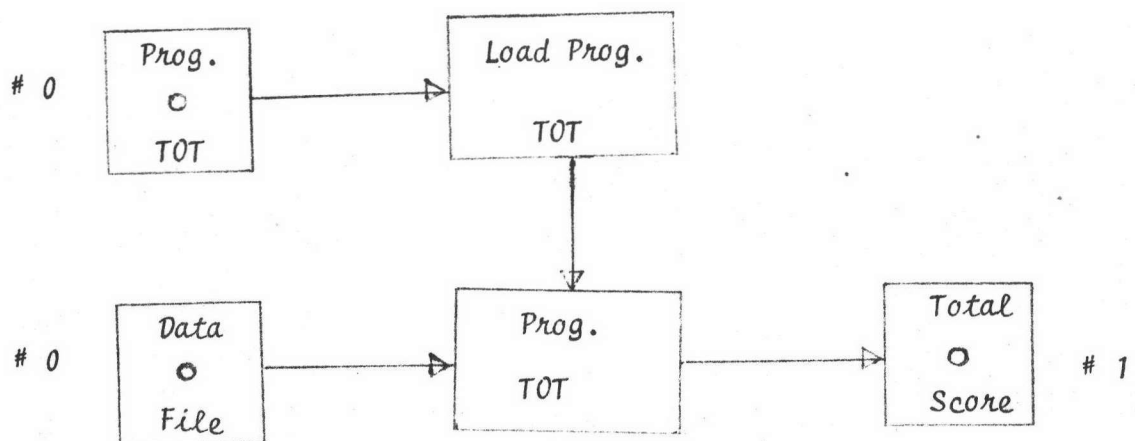 # 0
Prog.
TOT
Load Prog.
TOT
# 0
Data
File
Prog.
TOT
Total
Score
# 1